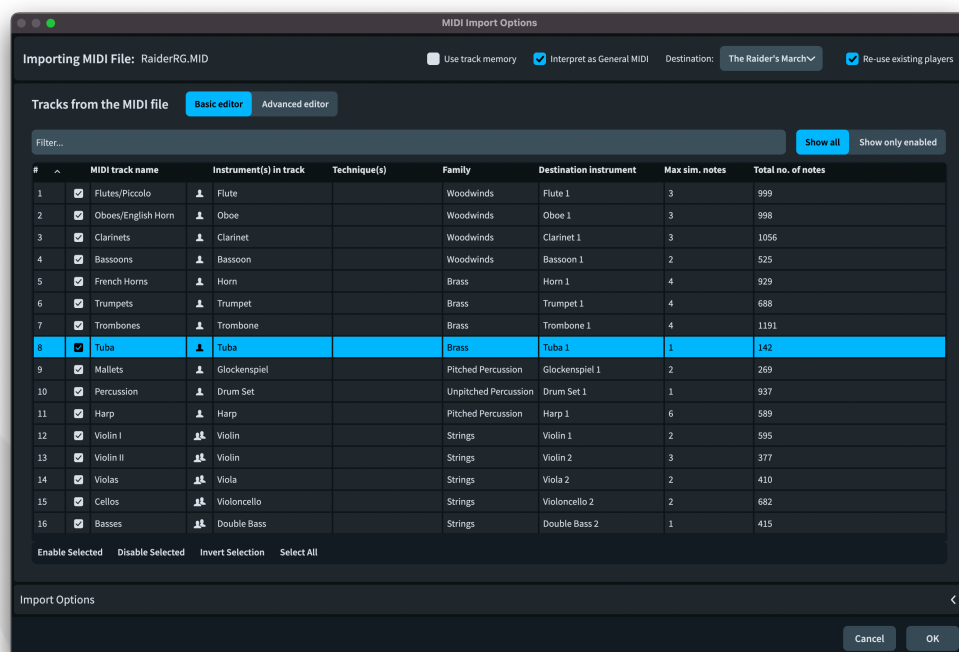 MIDI Import Options
Importing MIDI File: RaiderRG.MID Use track memory Interpret as General MIDI Destination: The Raider's March Re-use existing players
Tracks from the MIDI file Basic editor Advanced editor
Filter... Show all Show only enabled
# MIDI track name Instrument(s) in track Technique(s) Family Destination instrument Max sim. notes Total no. of notes
1 Flutes/Piccolo Flute Woodwinds Flute 1 3 999
2 Oboes/English Horn Oboe Woodwinds Oboe 1 3 998
3 Clarinets Clarinet Woodwinds Clarinet 1 3 1056
4 Bassoons Bassoon Woodwinds Bassoon 1 2 525
5 French Horns Horn Brass Horn 1 4 929
6 Trumpets Trumpet Brass Trumpet 1 4 688
7 Trombones Trombone Brass Trombone 1 4 1191
8 Tuba Tuba Brass Tuba 1 1 142
9 Mallets Glockenspiel Pitched Percussion Glockenspiel 1 2 269
10 Percussion Drum Set Unpitched Percussion Drum Set 1 1 937
11 Harp Harp Pitched Percussion Harp 1 6 589
12 Violin I Violin Strings Violin 1 2 595
13 Violin II Violin Strings Violin 2 3 377
14 Violas Viola Strings Viola 2 2 410
15 Cellos Violoncello Strings Violoncello 2 2 682
16 Basses Double Bass Strings Double Bass 2 1 415
Enable Selected Disable Selected Invert Selection Select All
Import Options
Cancel OK